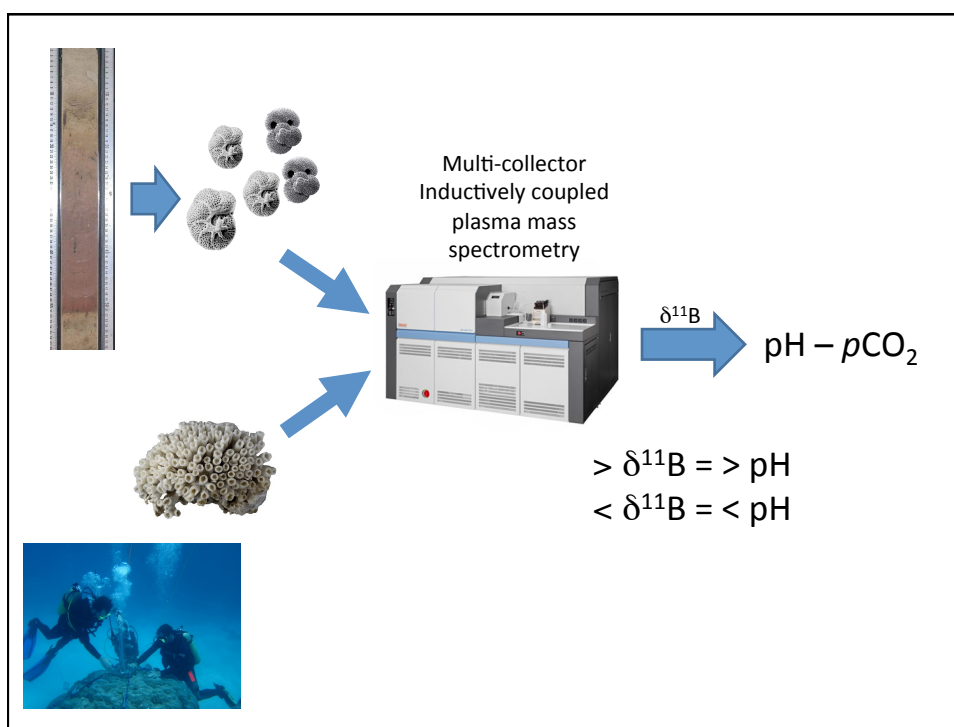 Multi-collector
Inductively coupled
plasma mass
spectrometry
δ¹¹B
pH – pCO₂
> δ¹¹B = > pH
< δ¹¹B = < pH